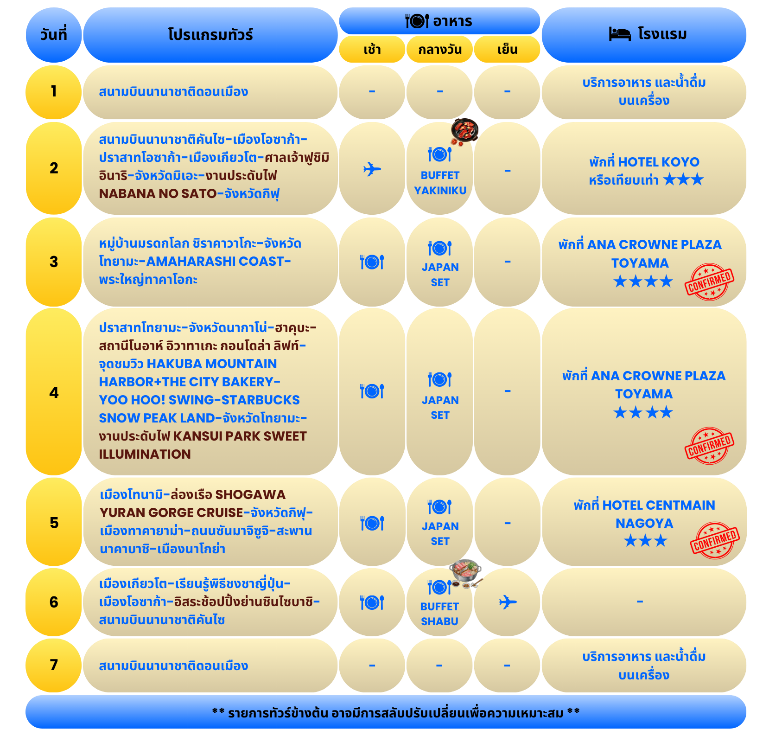 วันที่
โปรแกรมทัวร์
อาหาร
เช้า
กลางวัน
เย็น
โรงแรม
1
สนามบินนานาชาติดอนเมือง
-
-
-
บริการอาหาร และน้ำดื่ม
บนเครื่อง
2
สนามบินนานาชาติคันไซ-เมืองโอซาก้า-
ปราสาทโอซาก้า-เมืองเกียวโต-ศาลเจ้าฟูชิมิ
อินาริ-จังหวัดมิเอะ-งานประดับไฟ
NABANA NO SATO-จังหวัดกิฟุ
BUFFET
YAKINIKU
-
พักที่ HOTEL KOYO
หรือเทียบเท่า ★★★
3
หมู่บ้านมรดกโลก ชิราคาวาโกะ-จังหวัด
โทยามะ-AMAHARASHI COAST-
พระใหญ่ทาคาโอกะ
JAPAN
SET
-
พักที่ ANA CROWNE PLAZA
TOYAMA
★★★★
CONFIRMED
4
ปราสาทโทยามะ-จังหวัดนากาโน่-ฮาคุบะ-
สถานีโนอาห์ อิวาทาเกะ กอนโดล่า ลิฟท์-
จุดชมวิว HAKUBA MOUNTAIN
HARBOR+THE CITY BAKERY-
YOO HOO! SWING-STARBUCKS
SNOW PEAK LAND-จังหวัดโทยามะ-
งานประดับไฟ KANSUI PARK SWEET
ILLUMINATION
JAPAN
SET
-
พักที่ ANA CROWNE PLAZA
TOYAMA
★★★★
CONFIRMED
5
เมืองโทนามิ-ล่องเรือ SHOGAWA
YURAN GORGE CRUISE-จังหวัดกิฟุ-
เมืองทาคายาม่า-ถนนซันมาจิซูจิ-สะพาน
นาคาบาชิ-เมืองนาโกย่า
JAPAN
SET
-
พักที่ HOTEL CENTMAIN
NAGOYA
★★★
CONFIRMED
6
เมืองเกียวโต-เรียนรู้พิธีชงชาญี่ปุ่น-
เมืองโอซาก้า-อิสระช้อปปิ้งย่านชินไซบาชิ-
สนามบินนานาชาติคันไซ
BUFFET
SHABU
-
7
สนามบินนานาชาติดอนเมือง
-
-
-
บริการอาหาร และน้ำดื่ม
บนเครื่อง
** รายการทัวร์ข้างต้น อาจมีการสลับปรับเปลี่ยนเพื่อความเหมาะสม **